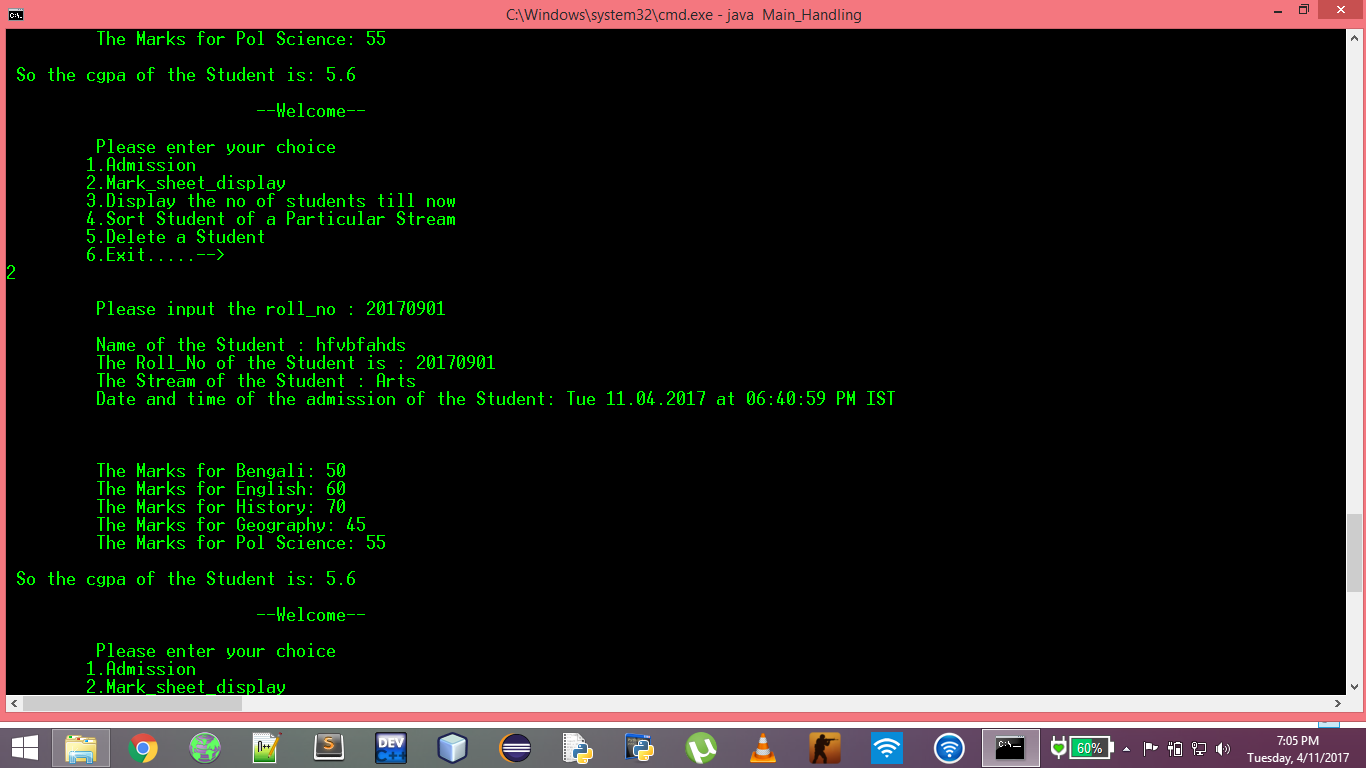 C:\Windows\system32\cmd.exe - java Main_Handling
The Marks for Pol Science: 55
So the cgpa of the Student is: 5.6
--Welcome--
Please enter your choice
1.Admission
2.Mark_sheet_display
3.Display the no of students till now
4.Sort Student of a Particular Stream
5.Delete a Student
6.Exit.....-->
2
Please input the roll_no : 20170901
Name of the Student : hfvbfahds
The Roll_No of the Student is : 20170901
The Stream of the Student : Arts
Date and time of the admission of the Student: Tue 11.04.2017 at 06:40:59 PM IST
The Marks for Bengali: 50
The Marks for English: 60
The Marks for History: 70
The Marks for Geography: 45
The Marks for Pol Science: 55
So the cgpa of the Student is: 5.6
--Welcome--
Please enter your choice
1.Admission
2.Mark_sheet_display
DEV
C++
60%
7:05 PM
Tuesday, 4/11/2017